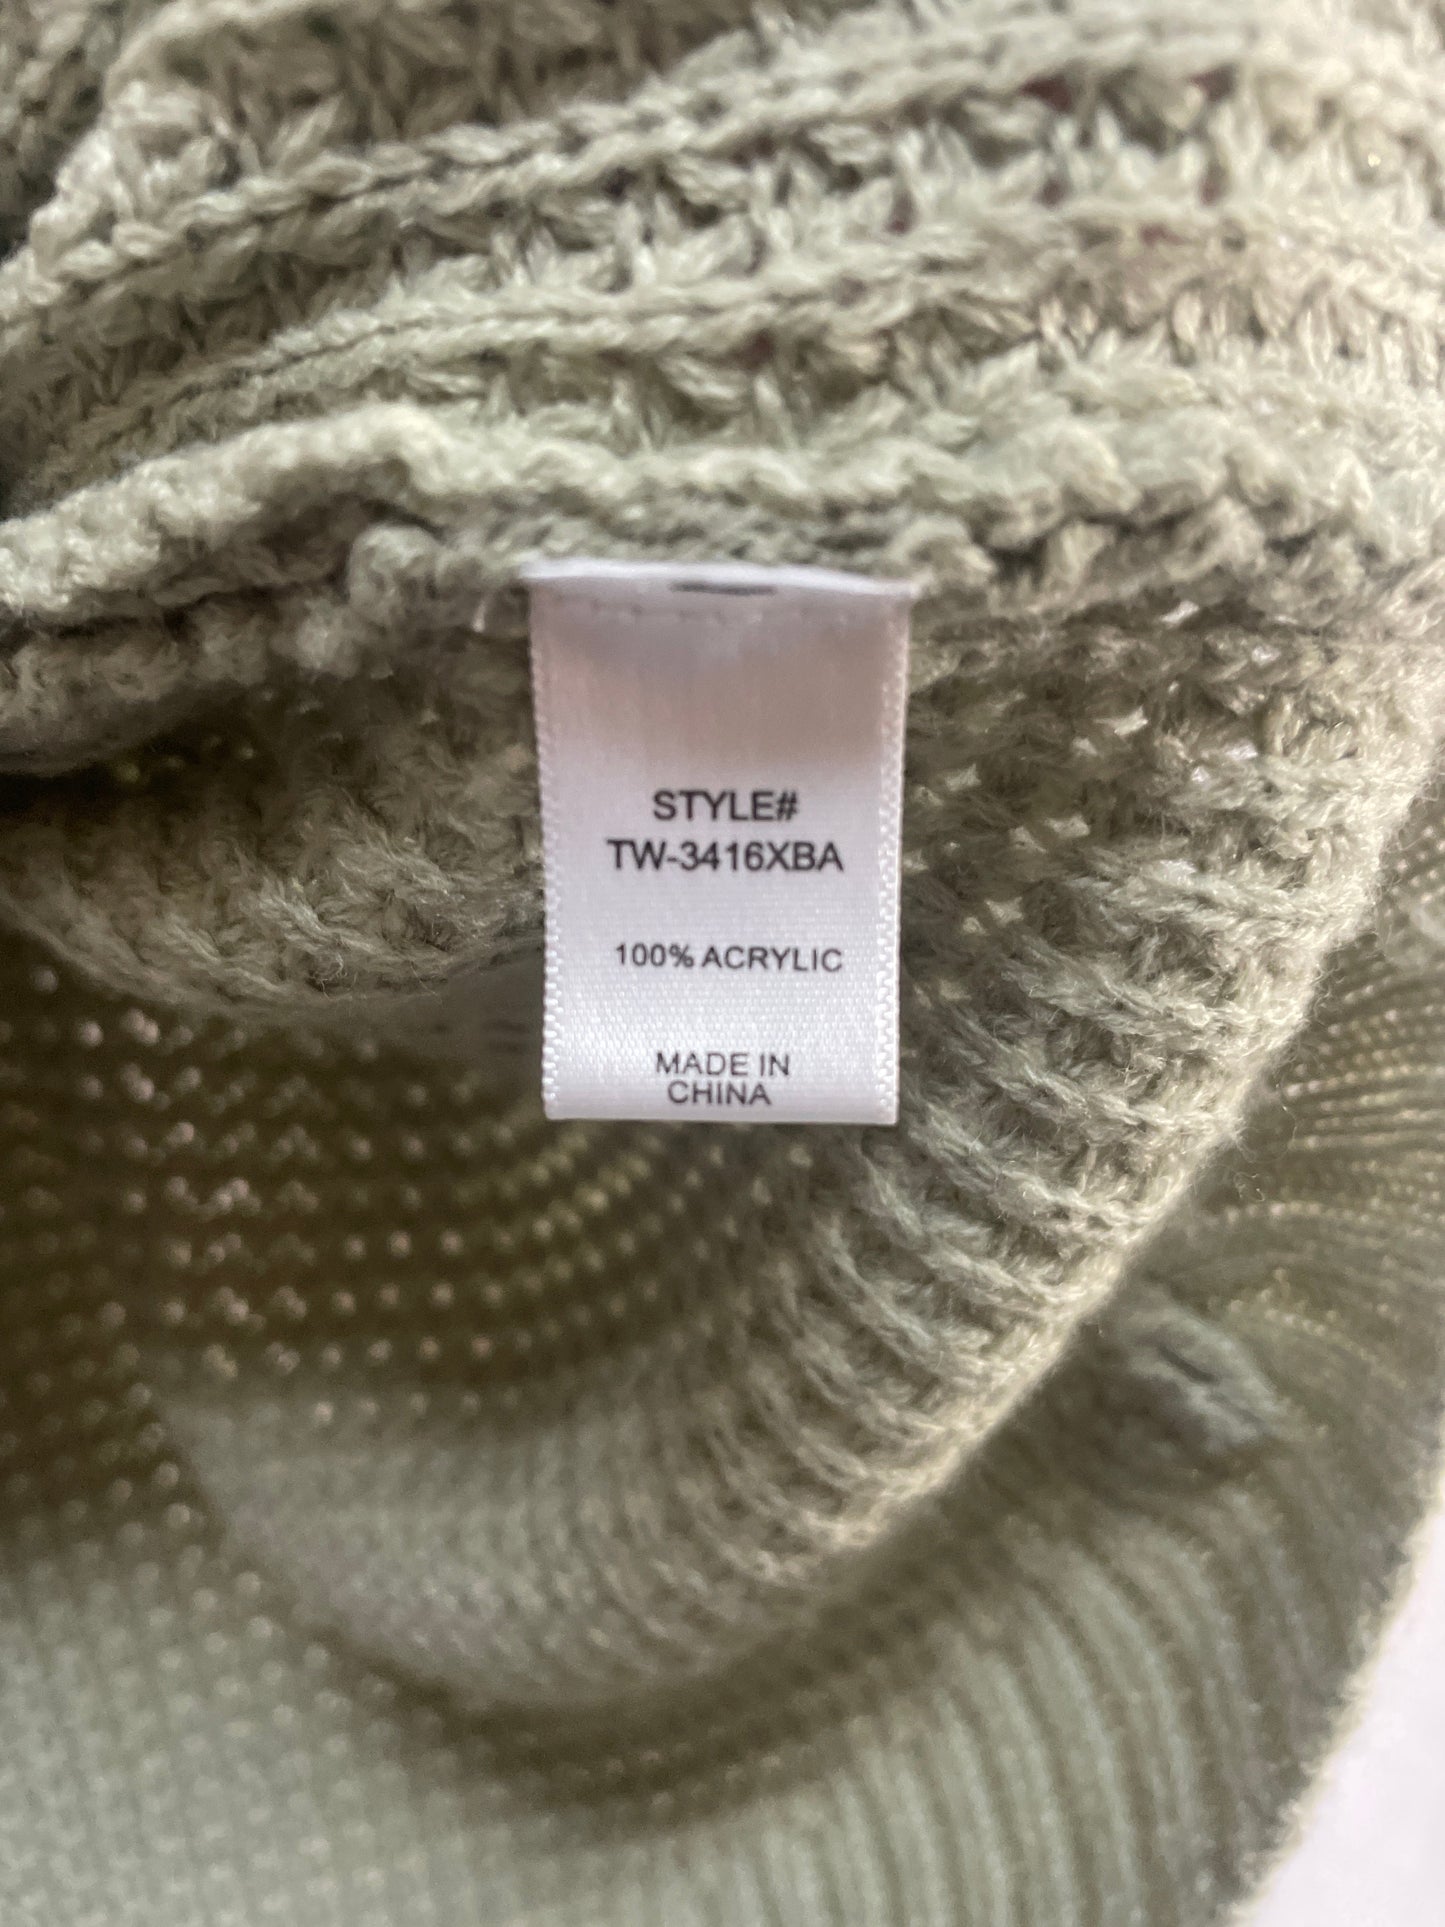 STYLE#
TW-3416XBA
100% ACRYLIC
MADE IN
CHINA